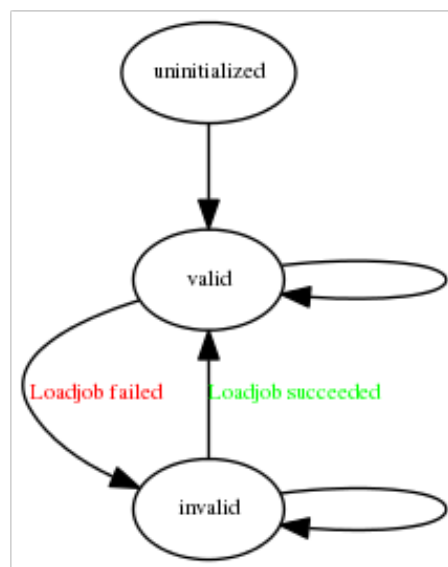 uninitialized
valid
Loadjob failed
Loadjob succeeded
invalid